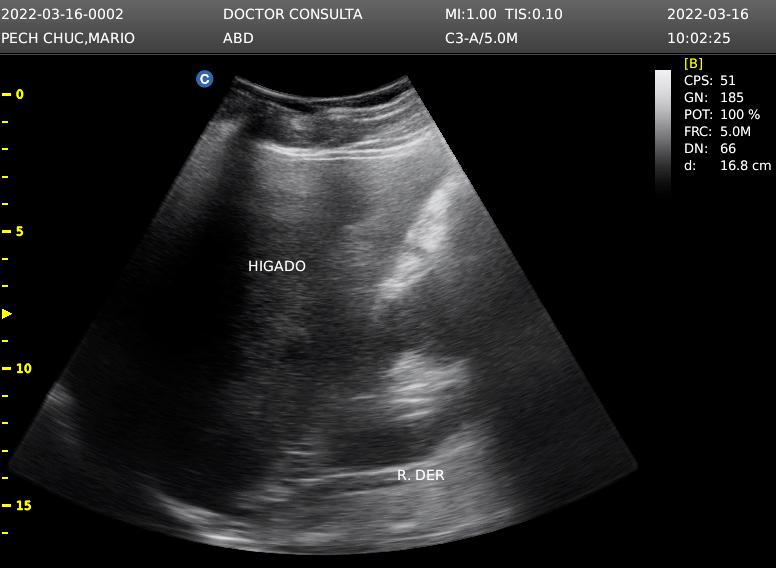 2022-03-16-0002 DOCTOR CONSULTA MI:1.00 TIS:0.10 2022-03-16
PECH CHUC,MARIO ABD C3-A/5.0M 10:02:25
[B]
CPS: 51
GN: 185
POT: 100 %
FRC: 5.0M
DN: 66
d: 16.8 cm
C
0
5
HIGADO
10
R. DER
15